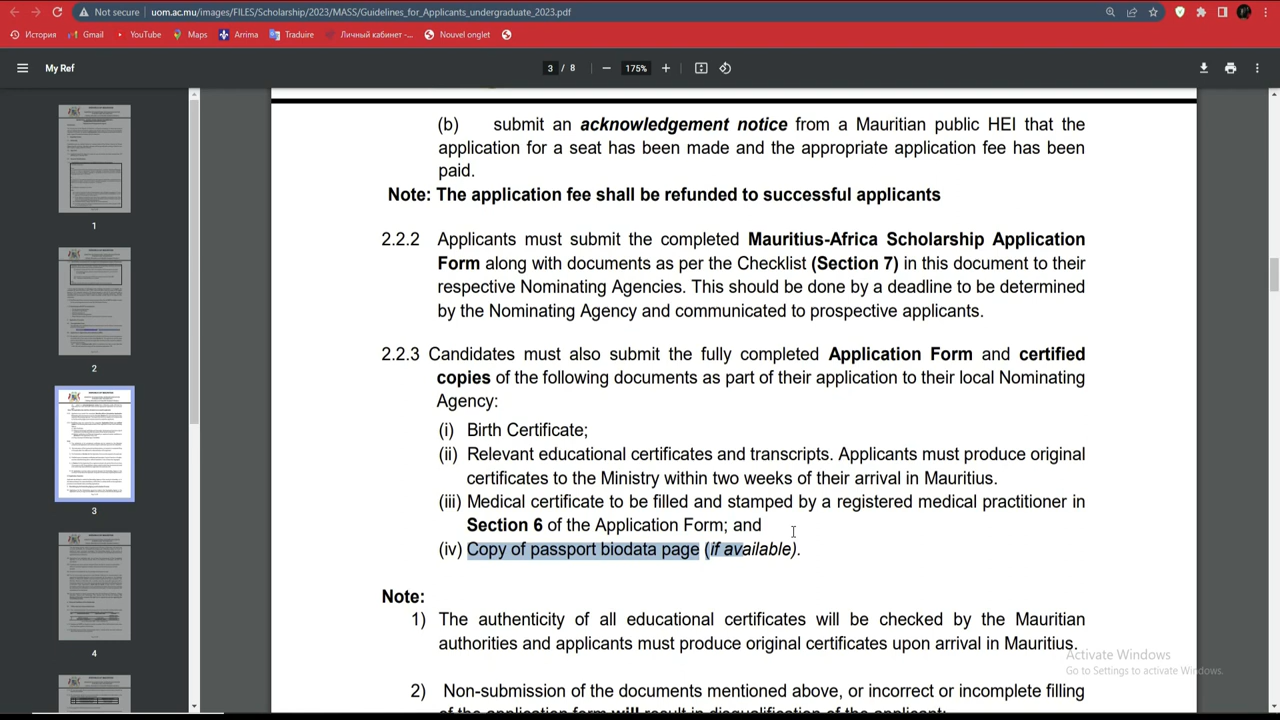 Not secure | uom.ac.mu/images/FILES/Scholarship/2023/MASS/Guidelines_for_Applicants_undergraduate_2023.pdf
История Gmail YouTube Maps Arrima Traduire Личный кабинет -... Nouvel onglet
My Ref 3 / 8 175%
(b) submit an acknowledgement notice from a Mauritian public HEI that the
application for a seat has been made and the appropriate application fee has been
paid.
Note: The application fee shall be refunded to successful applicants
2.2.2 Applicants must submit the completed Mauritius-Africa Scholarship Application
Form along with documents as per the Checklist (Section 7) in this document to their
respective Nominating Agencies. This should be done by a deadline to be determined
by the Nominating Agency and communicated to prospective applicants.
2.2.3 Candidates must also submit the fully completed Application Form and certified
copies of the following documents as part of their application to their local Nominating
Agency:
(i) Birth Certificate;
(ii) Relevant educational certificates and transcripts. Applicants must produce original
certificates to the Ministry within two weeks of their arrival in Mauritius.
(iii) Medical certificate to be filled and stamped by a registered medical practitioner in
Section 6 of the Application Form; and
(iv) Copy of passport biodata page (if available).
Note:
1) The authenticity of all educational certificates will be checked by the Mauritian
authorities and applicants must produce original certificates upon arrival in Mauritius.
2) Non-submission of the documents mentioned above, or incorrect or incomplete filling
of the application form will result in disqualification of the applicant;
Activate Windows
Go to Settings to activate Windows.
1
2
3
4